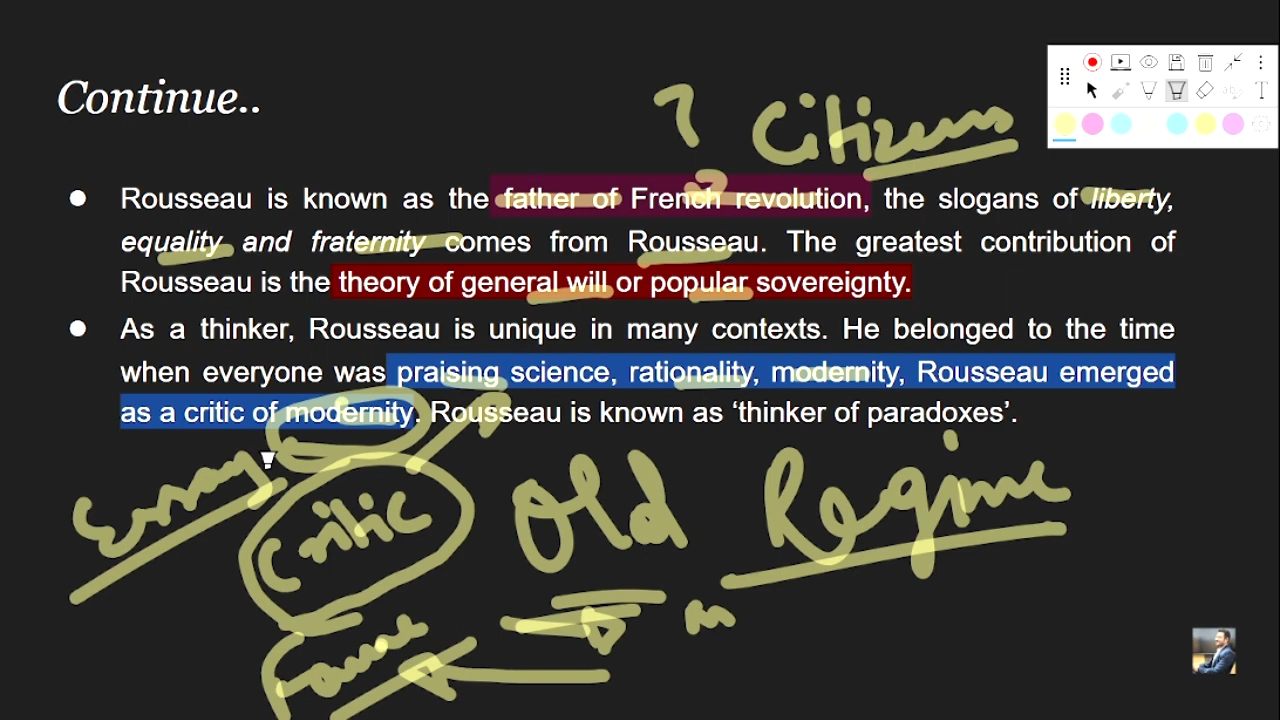 Continue..
? Citizens
● Rousseau is known as the father of French revolution, the slogans of liberty,
equality and fraternity comes from Rousseau. The greatest contribution of
Rousseau is the theory of general will or popular sovereignty.
● As a thinker, Rousseau is unique in many contexts. He belonged to the time
when everyone was praising science, rationality, modernity, Rousseau emerged
as a critic of modernity. Rousseau is known as ‘thinker of paradoxes’.
Essay
Critic
Old Regime